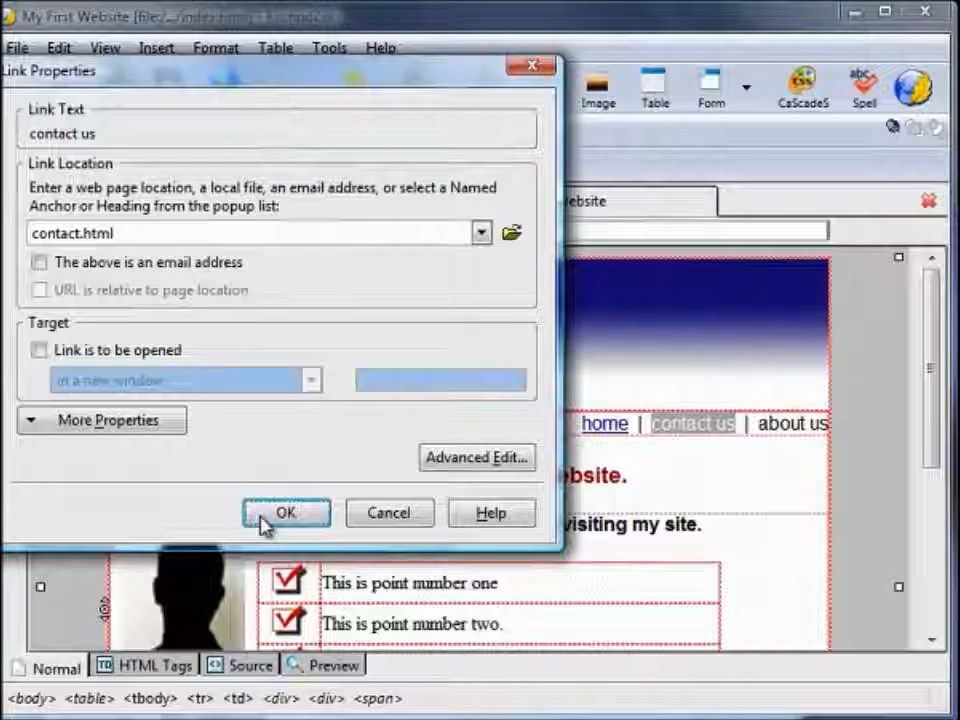 My First Website [file:/.../index.html] -
File Edit View Insert Format Table Tools Help
Link Properties
Image Table Form CaScadeS Spell
Link Text
contact us
Link Location
Enter a web page location, a local file, an email address, or select a Named
Anchor or Heading from the popup list:
ebsite
contact.html
The above is an email address
URL is relative to page location
Target
Link is to be opened
in a new window
More Properties
home | contact us | about us
Advanced Edit...
ebsite.
OK Cancel Help
visiting my site.
This is point number one
This is point number two.
Normal HTML Tags Source Preview
<body> <table> <tbody> <tr> <td> <div> <div> <span>